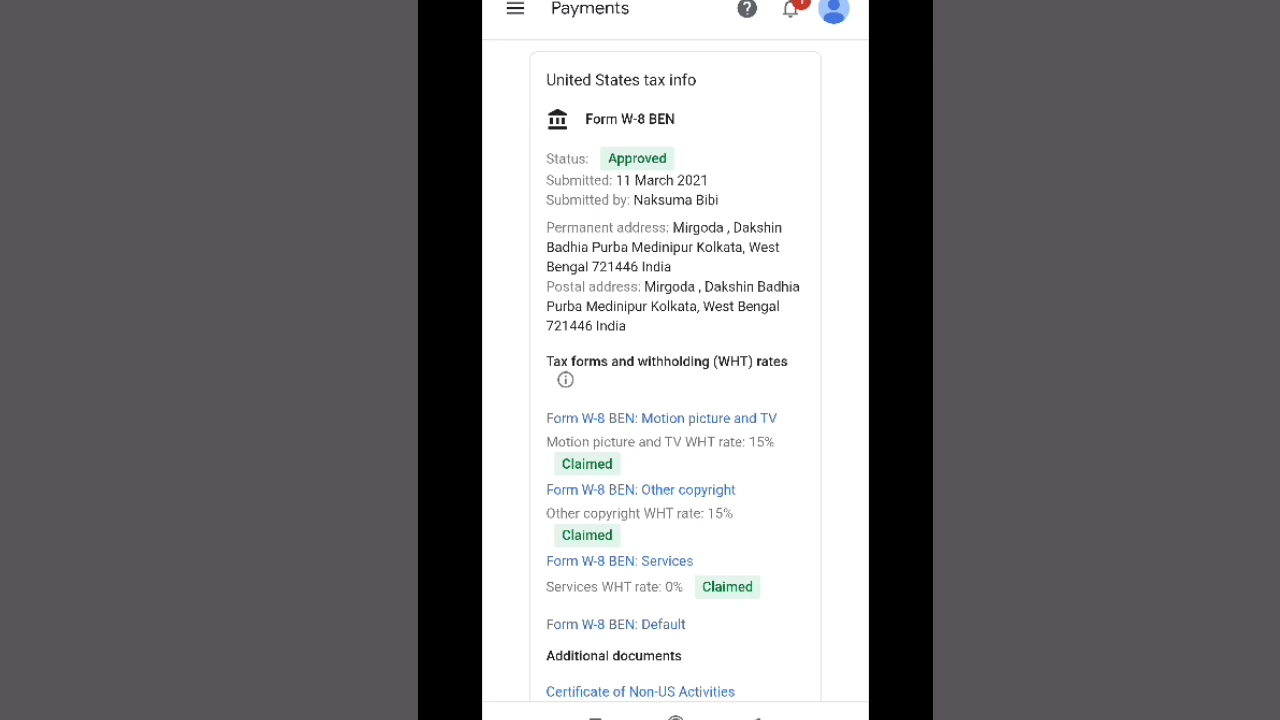 Payments
United States tax info
Form W-8 BEN
Status: Approved
Submitted: 11 March 2021
Submitted by: Naksuma Bibi
Permanent address: Mirgoda , Dakshin
Badhia Purba Medinipur Kolkata, West
Bengal 721446 India
Postal address: Mirgoda , Dakshin Badhia
Purba Medinipur Kolkata, West Bengal
721446 India
Tax forms and withholding (WHT) rates
Form W-8 BEN: Motion picture and TV
Motion picture and TV WHT rate: 15%
Claimed
Form W-8 BEN: Other copyright
Other copyright WHT rate: 15%
Claimed
Form W-8 BEN: Services
Services WHT rate: 0% Claimed
Form W-8 BEN: Default
Additional documents
Certificate of Non-US Activities